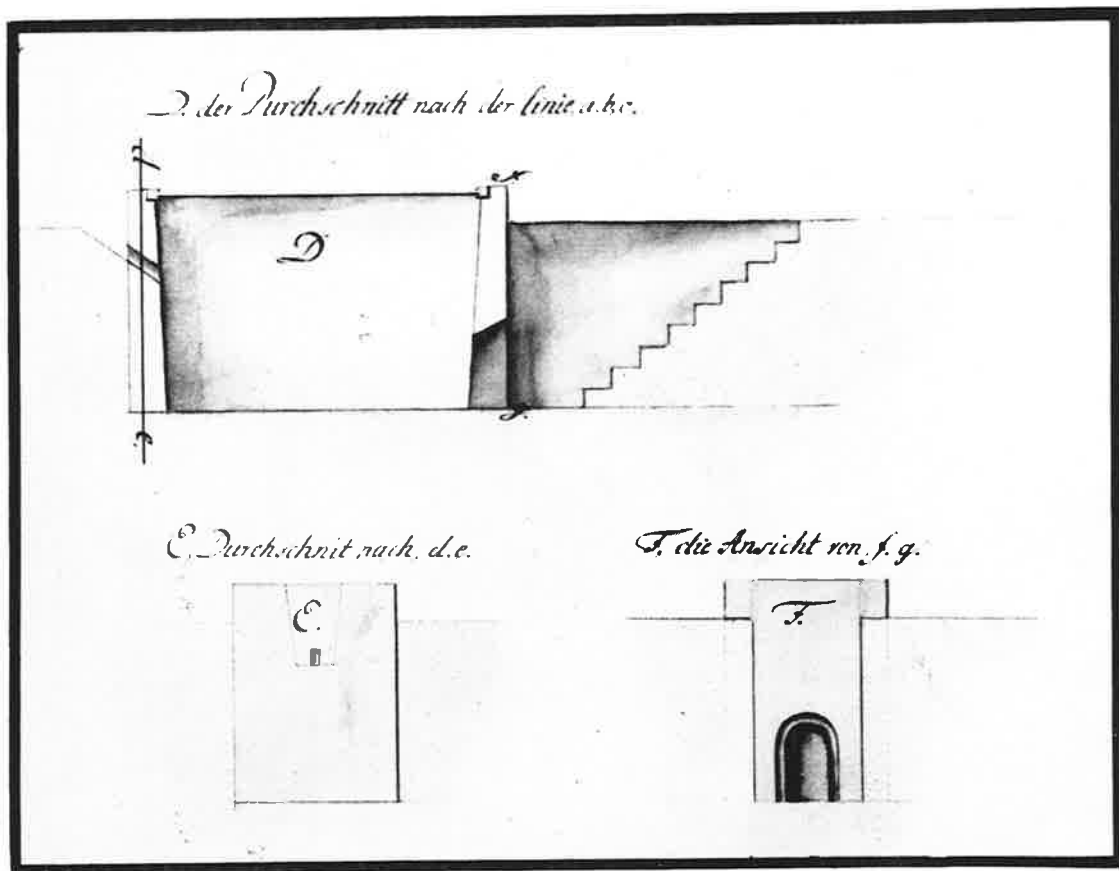 D. der Durchschnitt nach der linie a.b.c.
D
E. Durchschnit nach. d.e.
F. die Ansicht von f. g.
E.
F.